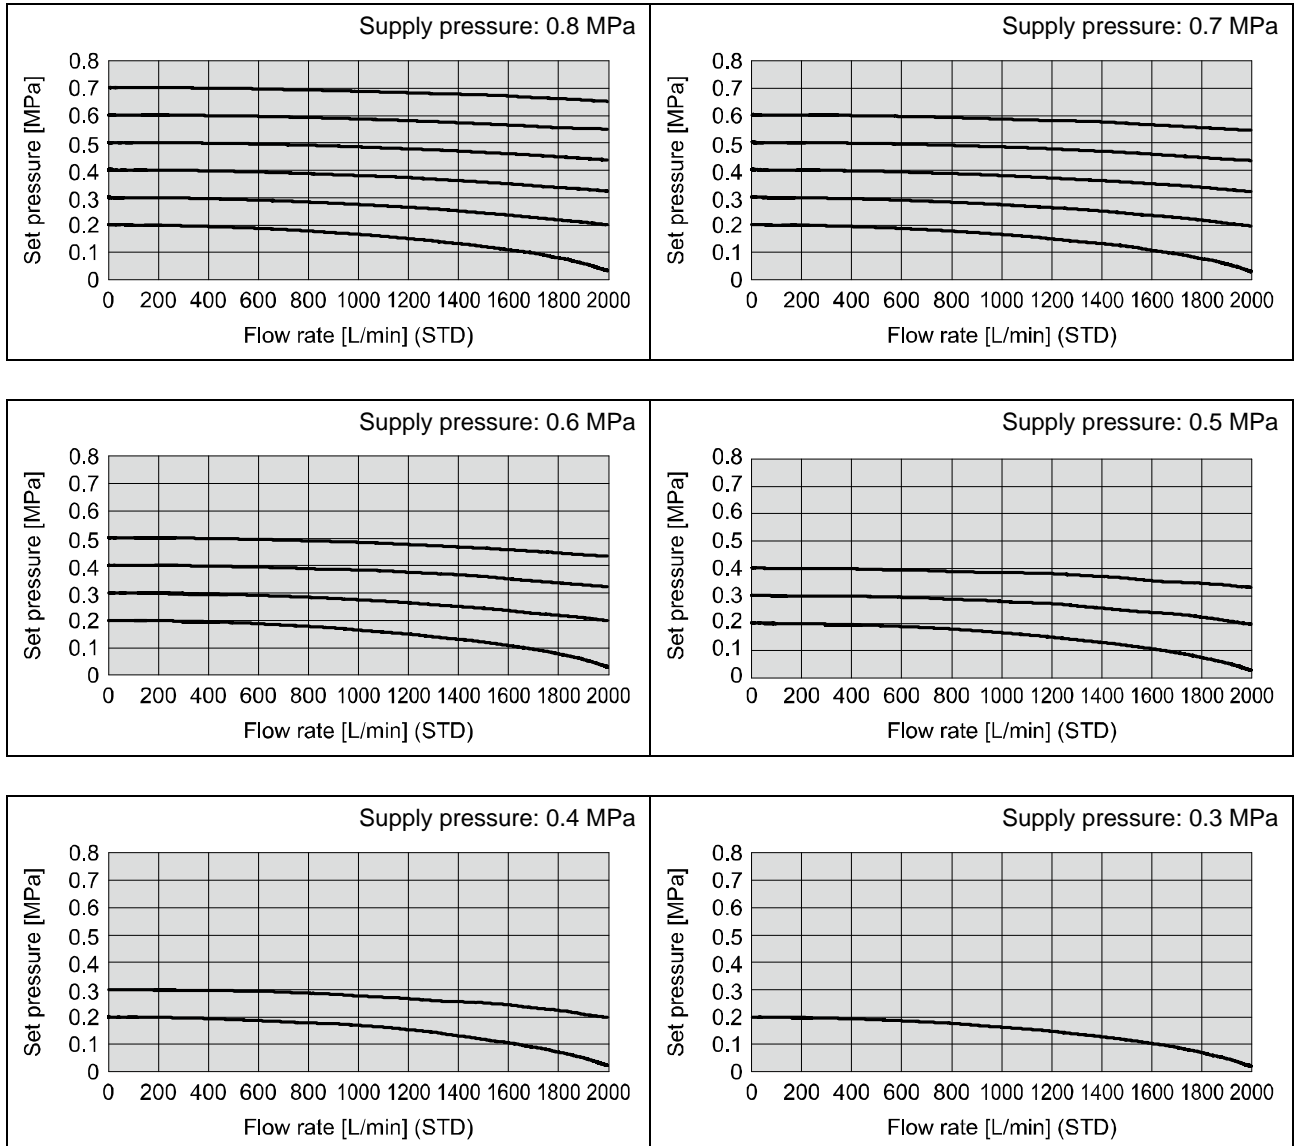 Supply pressure: 0.8 MPa
Set pressure [MPa]
0.8
0.7
0.6
0.5
0.4
0.3
0.2
0.1
0
0 200 400 600 800 1000 1200 1400 1600 1800 2000
Flow rate [L/min] (STD)
Supply pressure: 0.7 MPa
Set pressure [MPa]
0.8
0.7
0.6
0.5
0.4
0.3
0.2
0.1
0
0 200 400 600 800 1000 1200 1400 1600 1800 2000
Flow rate [L/min] (STD)
Supply pressure: 0.6 MPa
Set pressure [MPa]
0.8
0.7
0.6
0.5
0.4
0.3
0.2
0.1
0
0 200 400 600 800 1000 1200 1400 1600 1800 2000
Flow rate [L/min] (STD)
Supply pressure: 0.5 MPa
Set pressure [MPa]
0.8
0.7
0.6
0.5
0.4
0.3
0.2
0.1
0
0 200 400 600 800 1000 1200 1400 1600 1800 2000
Flow rate [L/min] (STD)
Supply pressure: 0.4 MPa
Set pressure [MPa]
0.8
0.7
0.6
0.5
0.4
0.3
0.2
0.1
0
0 200 400 600 800 1000 1200 1400 1600 1800 2000
Flow rate [L/min] (STD)
Supply pressure: 0.3 MPa
Set pressure [MPa]
0.8
0.7
0.6
0.5
0.4
0.3
0.2
0.1
0
0 200 400 600 800 1000 1200 1400 1600 1800 2000
Flow rate [L/min] (STD)